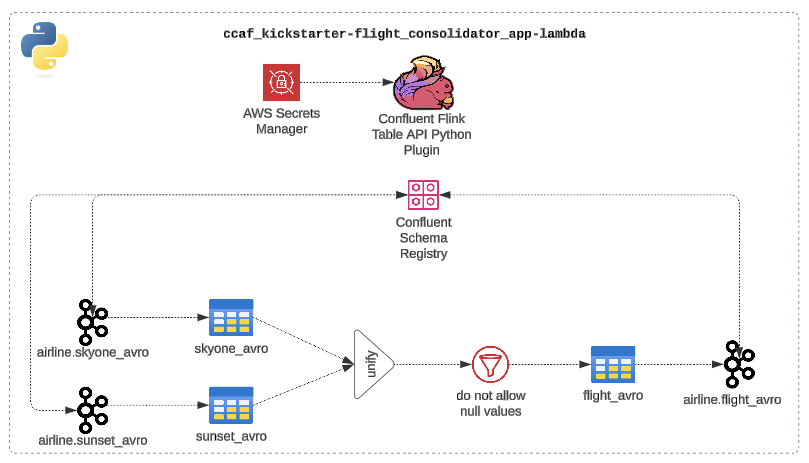 ccaf_kickstarter-flight_consolidator_app-lambda
AWS Secrets
Manager
Confluent Flink
Table API Python
Plugin
Confluent
Schema
Registry
airline.skyone_avro
skyone_avro
unify
do not allow
null values
flight_avro
airline.flight_avro
airline.sunset_avro
sunset_avro